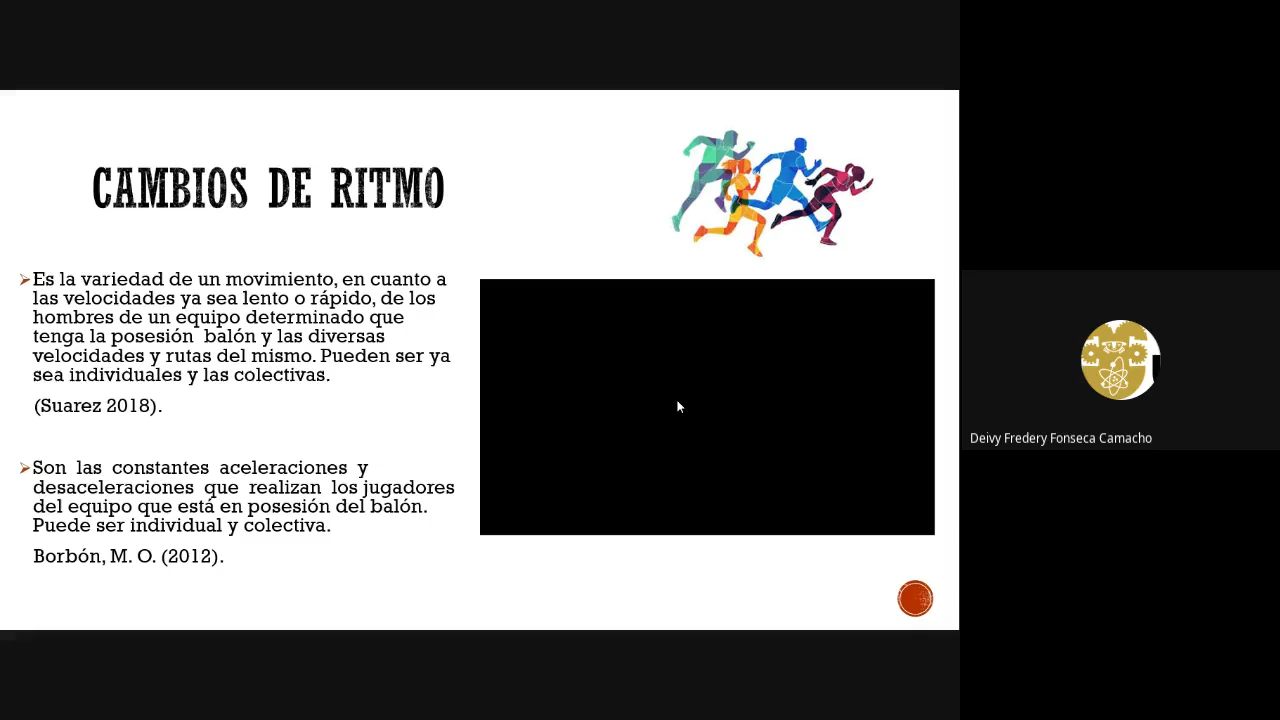 CAMBIOS DE RITMO
Es la variedad de un movimiento, en cuanto a
las velocidades ya sea lento o rápido, de los
hombres de un equipo determinado que
tenga la posesión balón y las diversas
velocidades y rutas del mismo. Pueden ser ya
sea individuales y las colectivas.
(Suarez 2018).
Son las constantes aceleraciones y
desaceleraciones que realizan los jugadores
del equipo que está en posesión del balón.
Puede ser individual y colectiva.
Borbón, M. O. (2012).
Deivy Fredery Fonseca Camacho